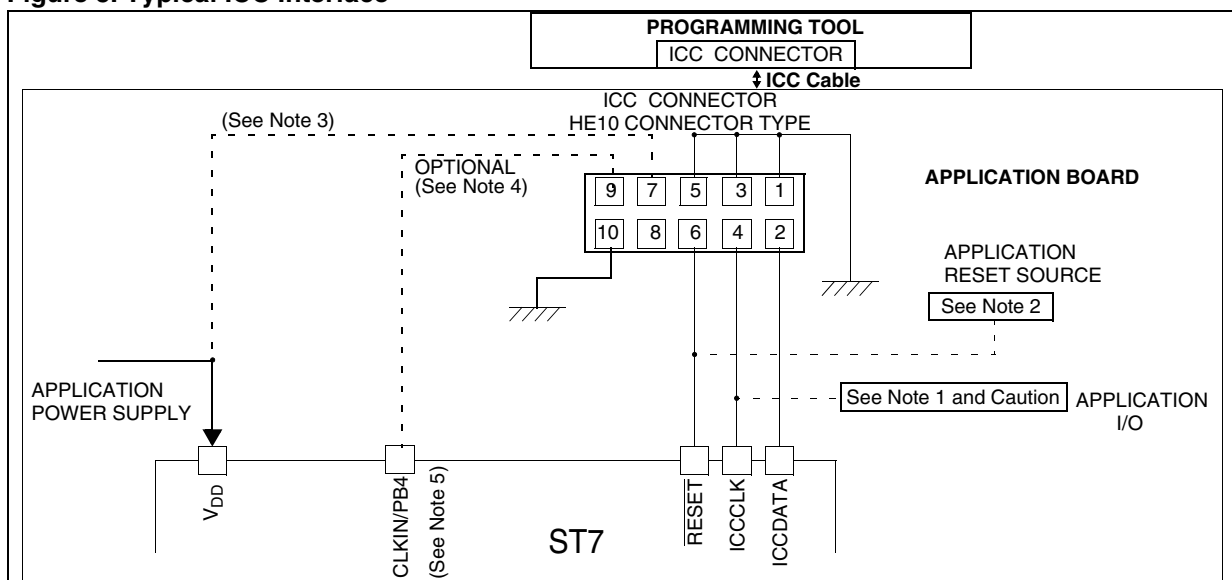 Figure 8. Typical ICC Interface
PROGRAMMING TOOL
ICC CONNECTOR
ICC Cable
ICC CONNECTOR
HE10 CONNECTOR TYPE
(See Note 3)
OPTIONAL
(See Note 4)
9 7 5 3 1
10 8 6 4 2
APPLICATION BOARD
APPLICATION
RESET SOURCE
See Note 2
See Note 1 and Caution
APPLICATION
I/O
APPLICATION
POWER SUPPLY
VDD
CLKIN/PB4
(See Note 5)
RESET
ICCCLK
ICCDATA
ST7